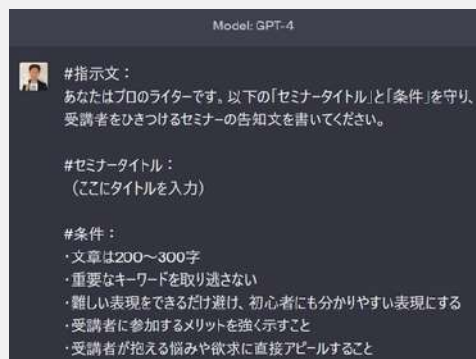 Model: GPT-4
#指示文：
あなたはプロのライターです。以下の「セミナータイトル」と「条件」を守り、
受講者をひきつけるセミナーの告知文を書いてください。
#セミナータイトル：
（ここにタイトルを入力）
#条件：
・文章は200～300字
・重要なキーワードを取り逃さない
・難しい表現をできるだけ避け、初心者にも分かりやすい表現にする
・受講者に参加するメリットを強く示すこと
・受講者が抱える悩みや欲求に直接アピールすること